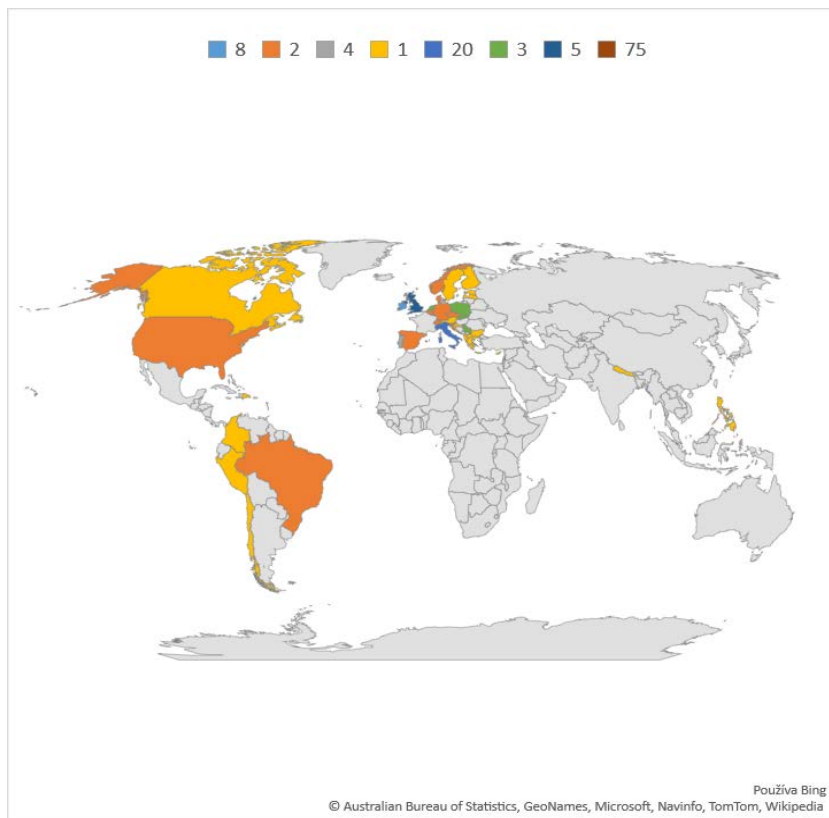 8 2 4 1 20 3 5 75
Používa Bing
© Australian Bureau of Statistics, GeoNames, Microsoft, Navinfo, TomTom, Wikipedia